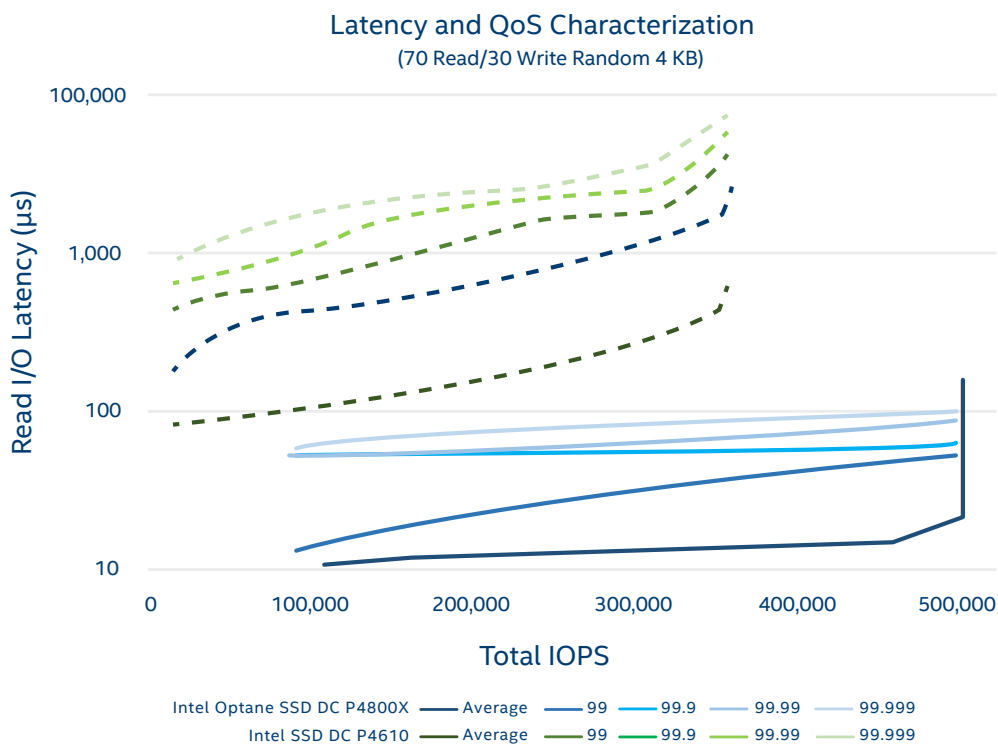 Latency and QoS Characterization
(70 Read/30 Write Random 4 KB)
100,000
1,000
100
10
Read I/O Latency (µs)
0 100,000 200,000 300,000 400,000 500,000
Total IOPS
Intel Optane SSD DC P4800X Average 99 99.9 99.99 99.999
Intel SSD DC P4610 Average 99 99.9 99.99 99.999